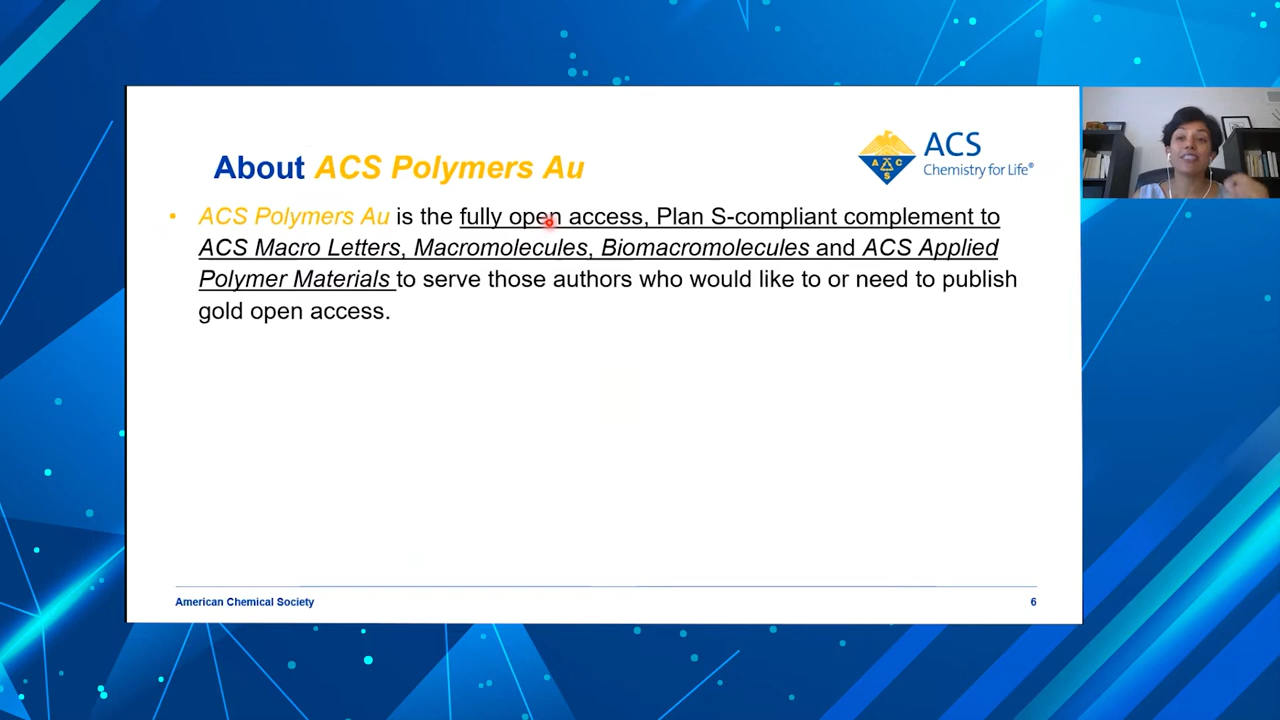 About ACS Polymers Au
A C S
ACS
Chemistry for Life®
• ACS Polymers Au is the fully open access, Plan S-compliant complement to
ACS Macro Letters, Macromolecules, Biomacromolecules and ACS Applied
Polymer Materials to serve those authors who would like to or need to publish
gold open access.
American Chemical Society
6